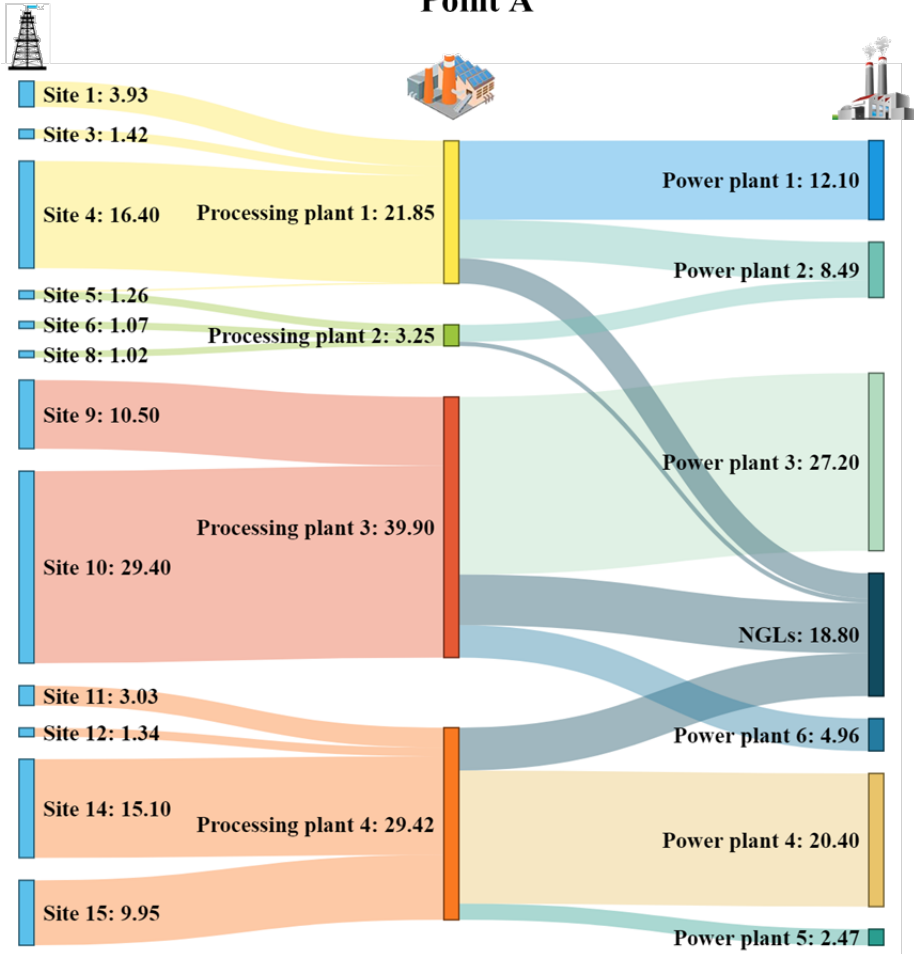 Point A
Site 1: 3.93
Site 3: 1.42
Site 4: 16.40
Site 5: 1.26
Site 6: 1.07
Site 8: 1.02
Site 9: 10.50
Site 10: 29.40
Site 11: 3.03
Site 12: 1.34
Site 14: 15.10
Site 15: 9.95
Processing plant 1: 21.85
Processing plant 2: 3.25
Processing plant 3: 39.90
Processing plant 4: 29.42
Power plant 1: 12.10
Power plant 2: 8.49
Power plant 3: 27.20
NGLs: 18.80
Power plant 6: 4.96
Power plant 4: 20.40
Power plant 5: 2.47